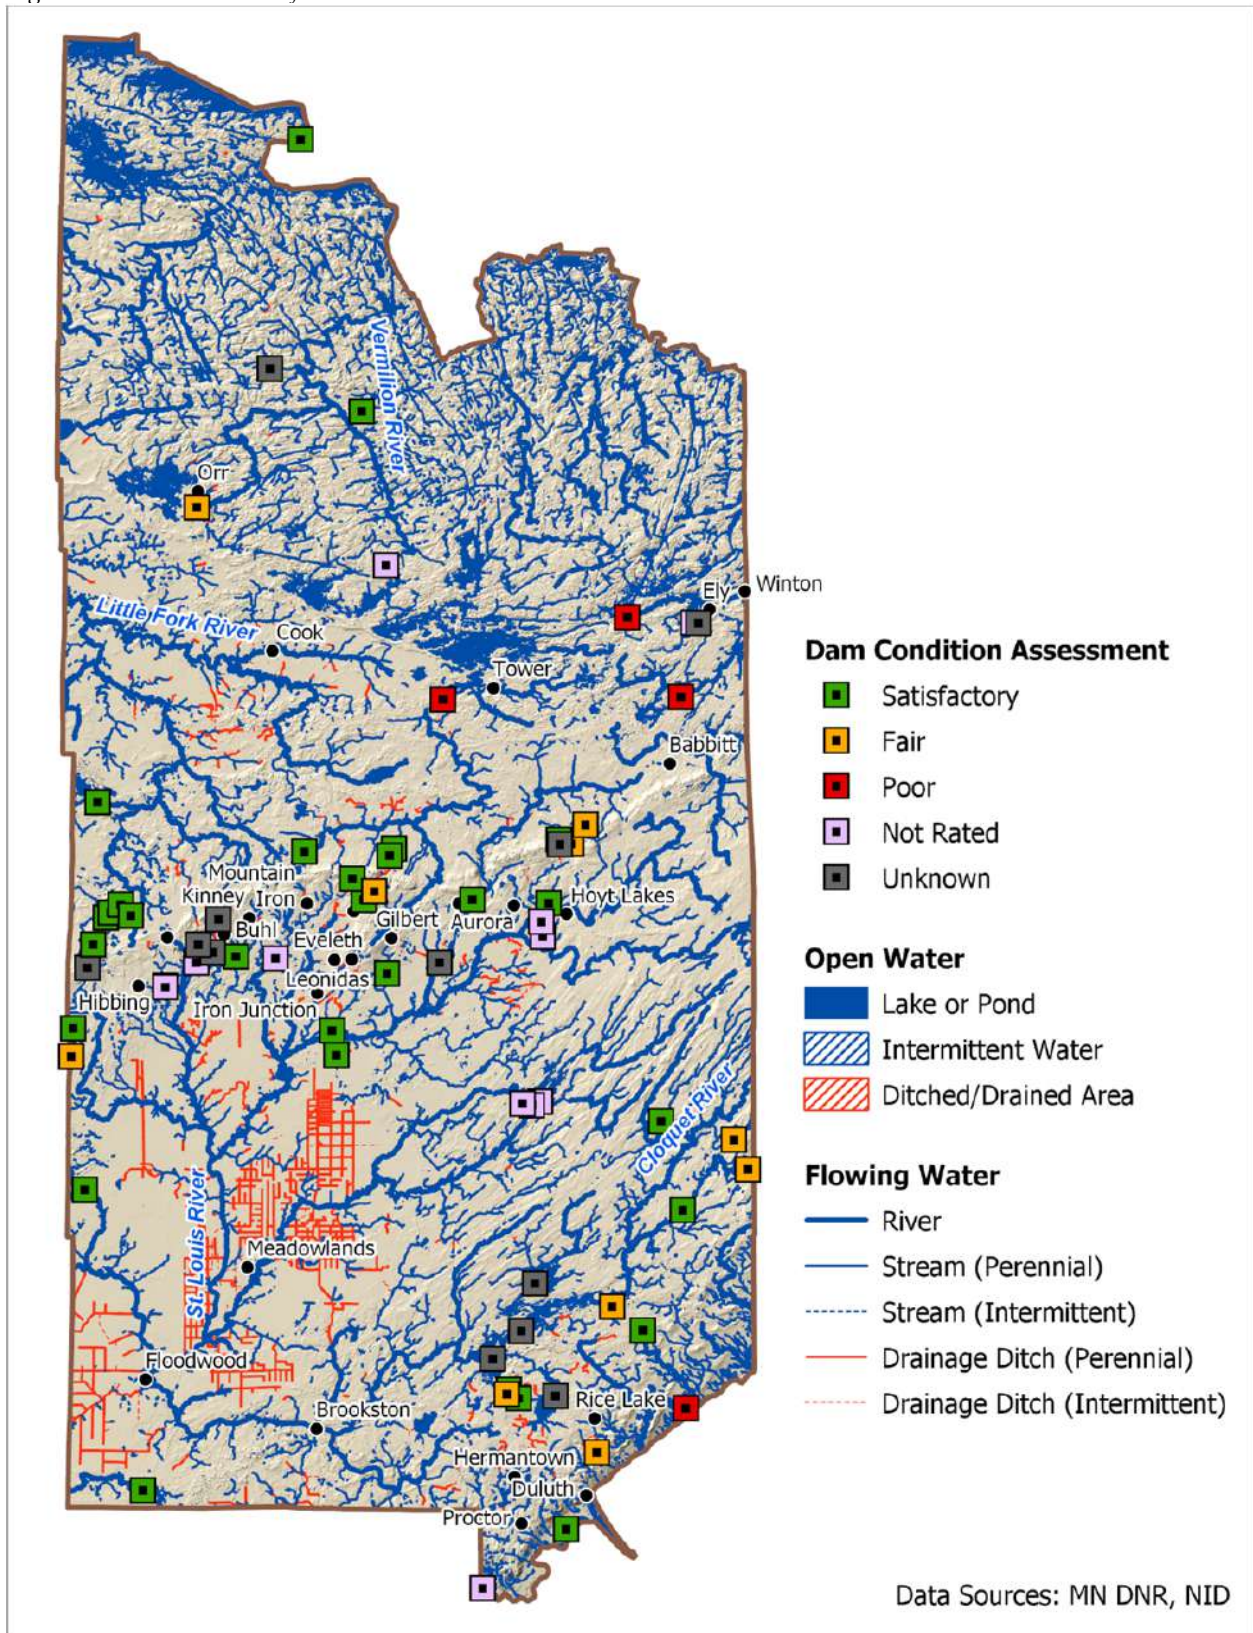 Vermilion River
Orr
Winton
Ely
Little Fork River
Cook
Tower
Babbitt
Mountain
Kinney
Iron
Hoyt Lakes
Gilbert
Aurora
Buhl
Eveleth
Leonidas
Hibbing
Iron Junction
Cloquet River
St. Louis River
Meadowlands
Floodwood
Brookston
Rice Lake
Hermantown
Duluth
Proctor
Dam Condition Assessment
Satisfactory
Fair
Poor
Not Rated
Unknown
Open Water
Lake or Pond
Intermittent Water
Ditched/Drained Area
Flowing Water
River
Stream (Perennial)
Stream (Intermittent)
Drainage Ditch (Perennial)
Drainage Ditch (Intermittent)
Data Sources: MN DNR, NID